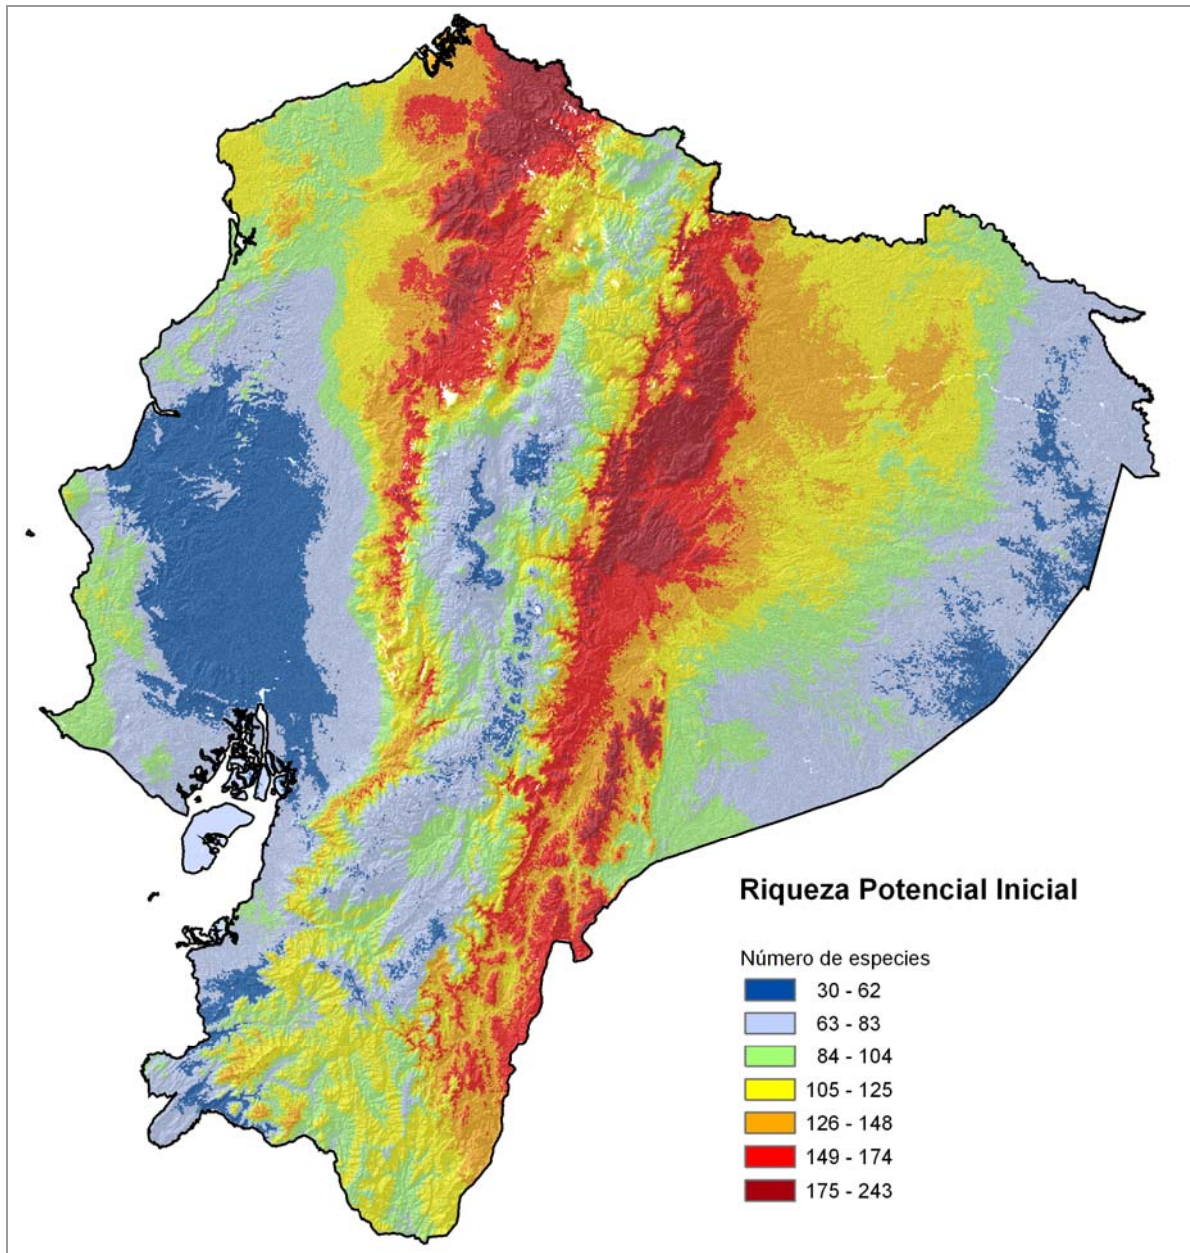 Riqueza Potencial Inicial
Número de especies
30 - 62
63 - 83
84 - 104
105 - 125
126 - 148
149 - 174
175 - 243